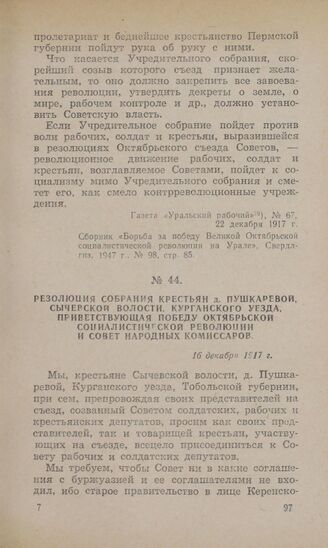 пролетариат и беднейшее крестьянство Пермской
губернии пойдут рука об руку с ними.
Что касается Учредительного собрания, ско-
рейший созыв которого съезд признает жела-
тельным, то оно должно закрепить все завоева-
ния революции, утвердить декреты о земле, о
мире, рабочем контроле и др., должно устано-
вить Советскую власть.
Если Учредительное собрание пойдет против
воли рабочих, солдат и крестьян, выразившейся
в резолюциях Октябрьского съезда Советов, —
революционное движение рабочих, солдат и
крестьян, возглавляемое Советами, пойдет к со-
циализму мимо Учредительного собрания и сме-
тет его, как смело контрреволюционные учреж-
дения.
Газета «Уральский рабочий»), № 67,
22 декабря 1917 г.
Сборник «Борьба за победу Великой Октябрьской
социалистической революции на Урале», Свердл-
гиз, 1947 г., № 98, стр. 85.
№ 44.
РЕЗОЛЮЦИЯ СОБРАНИЯ КРЕСТЬЯН д. ПУШКАРЕВОЙ,
СЫЧЕВСКОЙ ВОЛОСТИ, КУРГАНСКОГО УЕЗДА,
ПРИВЕТСТВУЮЩАЯ ПОБЕДУ ОКТЯБРЬСКОЙ
СОЦИАЛИСТИЧЕСКОЙ РЕВОЛЮЦИИ
И СОВЕТ НАРОДНЫХ КОМИССАРОВ.
16 декабря 1917 г.
Мы, крестьяне Сычевской волости, д. Пушка-
ревой, Курганского уезда, Тобольской губернии,
при сем, препровождая своих представителей на
съезд, созванный Советом солдатских, рабочих и
крестьянских депутатов, просим как своих пред-
ставителей, так и товарищей крестьян, участву-
ющих на съезде, всецело присоединиться к Со-
вету рабочих и солдатских депутатов.
Мы требуем, чтобы Совет ни в какие соглаше-
ния с буржуазией и ее соглашателями не вхо-
дил, ибо старое правительство в лице Керенско-
7 97